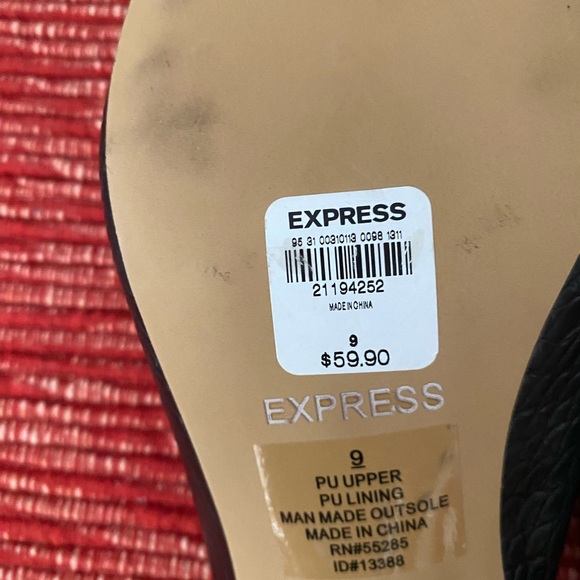 EXPRESS
95 31 00310113 0098 1311
21194252
MADE IN CHINA
9
$59.90
EXPRESS
9
PU UPPER
PU LINING
MAN MADE OUTSOLE
MADE IN CHINA
RN#55285
ID#13388